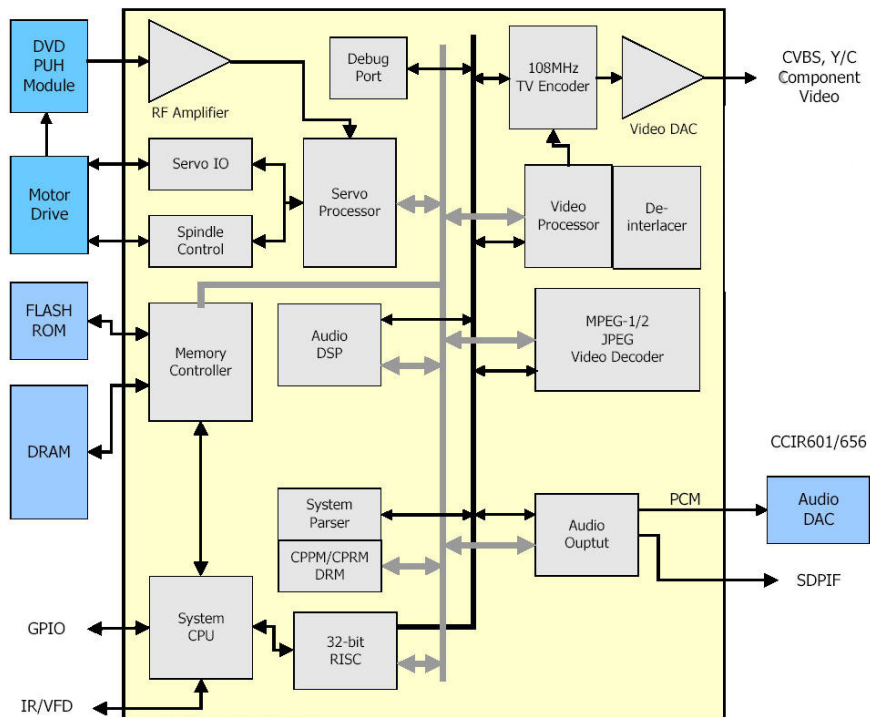 DVD
PUH
Module
RF Amplifier
Debug
Port
108MHz
TV Encoder
Video DAC
CVBS, Y/C
Component
Video
Motor
Drive
Servo IO
Spindle
Control
Servo
Processor
Video
Processor
De-
interlacer
FLASH
ROM
Memory
Controller
Audio
DSP
MPEG-1/2
JPEG
Video Decoder
DRAM
CCIR601/656
System
Parser
CPPM/CPRM
DRM
Audio
Ouptut
PCM
Audio
DAC
SDPIF
GPIO
System
CPU
32-bit
RISC
IR/VFD